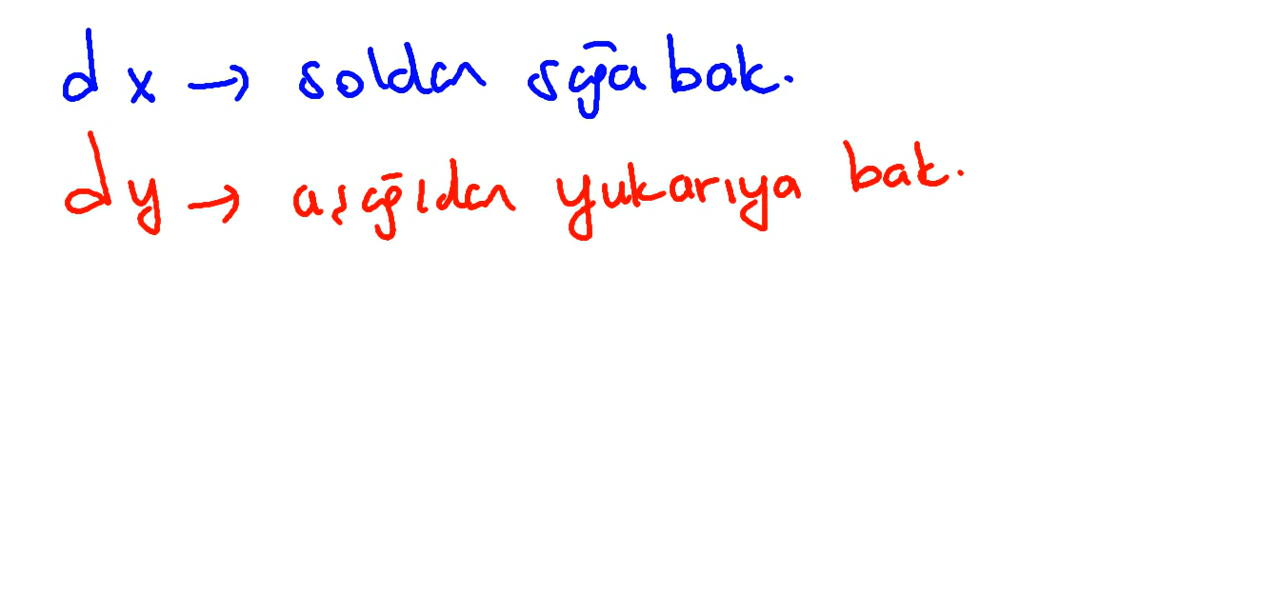 dx → soldan sağa bak.
dy → aşağıdan yukarıya bak.